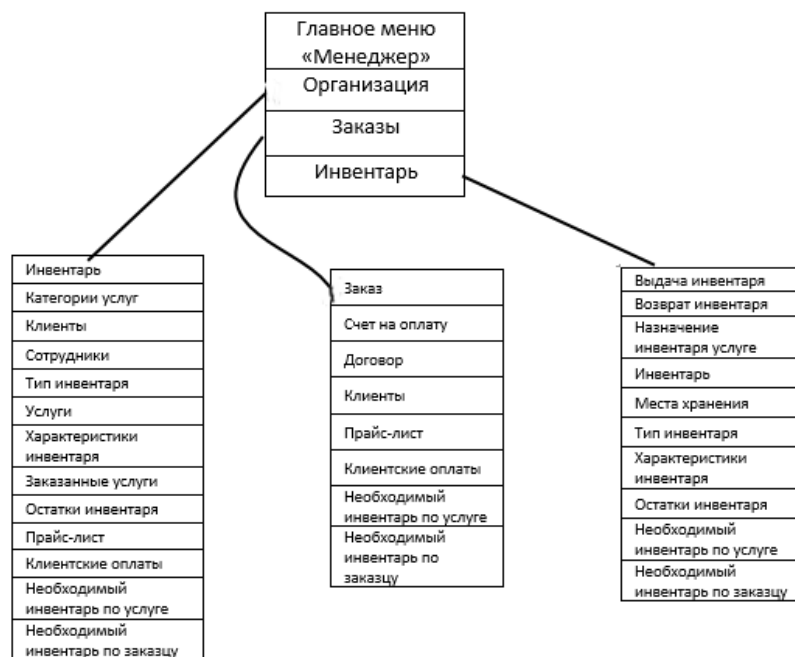 Главное меню
«Менеджер»
Организация
Заказы
Инвентарь
Инвентарь
Категории услуг
Клиенты
Сотрудники
Тип инвентаря
Услуги
Характеристики
инвентаря
Заказанные услуги
Остатки инвентаря
Прайс-лист
Клиентские оплаты
Необходимый
инвентарь по услуге
Необходимый
инвентарь по заказцу
Заказ
Счет на оплату
Договор
Клиенты
Прайс-лист
Клиентские оплаты
Необходимый
инвентарь по услуге
Необходимый
инвентарь по
заказцу
Выдача инвентаря
Возврат инвентаря
Назначение
инвентаря услуге
Инвентарь
Места хранения
Тип инвентаря
Характеристики
инвентаря
Остатки инвентаря
Необходимый
инвентарь по услуге
Необходимый
инвентарь по заказцу